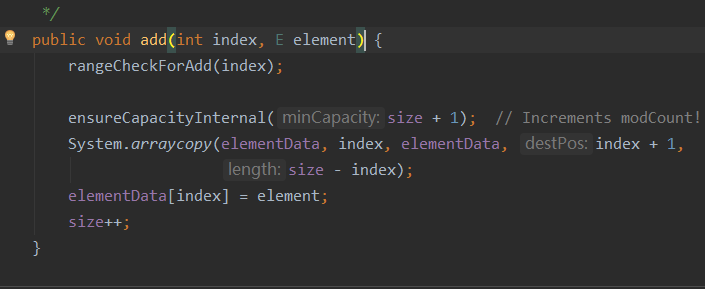 */
public void add(int index, E element) {
rangeCheckForAdd(index);
ensureCapacityInternal( minCapacity: size + 1);  // Increments modCount!
System.arraycopy(elementData, index, elementData, destPos: index + 1,
length: size - index);
elementData[index] = element;
size++;
}